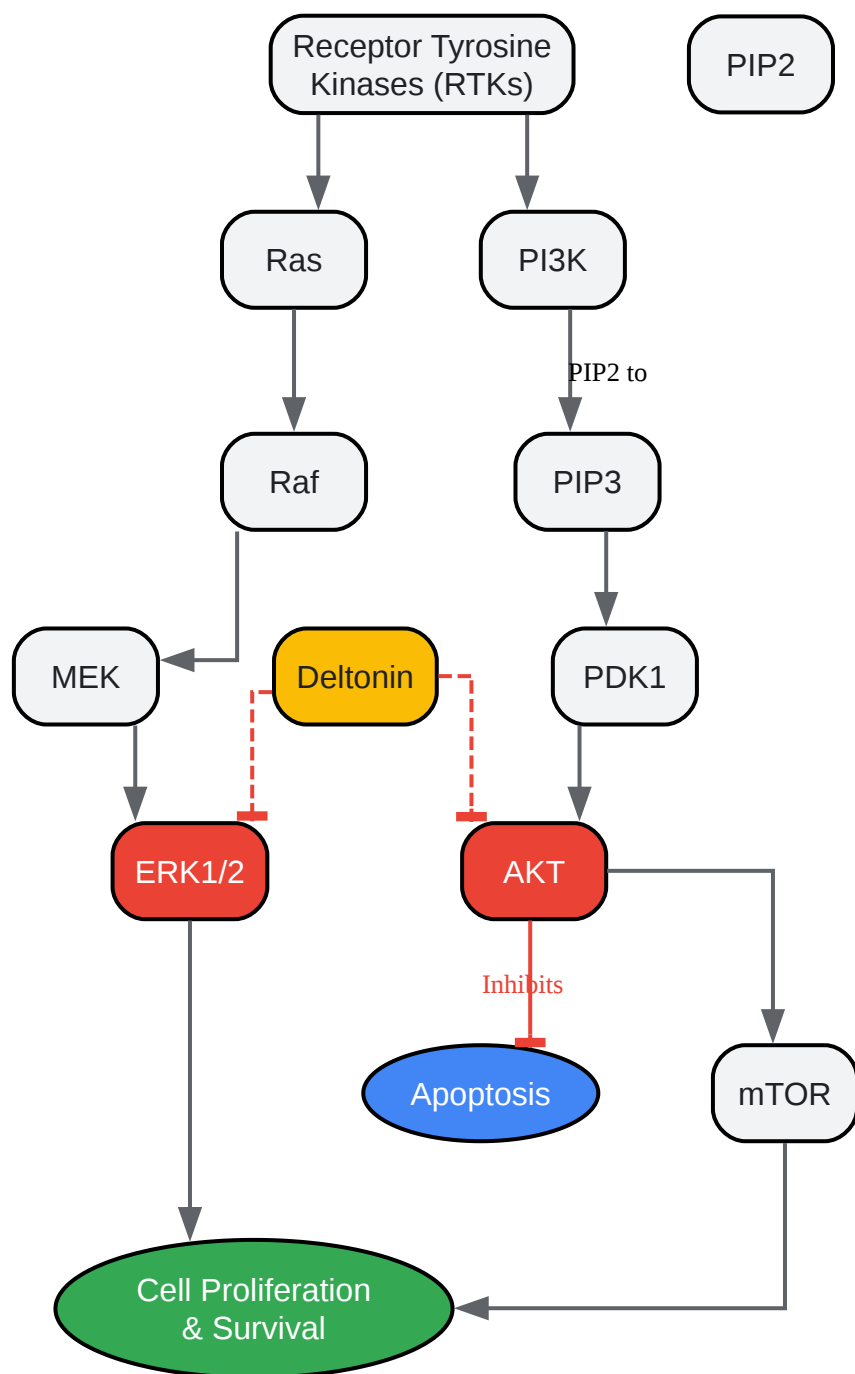 Receptor Tyrosine
Kinases (RTKs)
PIP2
Ras
PI3K
PIP2 to
Raf
PIP3
MEK
Deltonin
PDK1
ERK1/2
AKT
Inhibits
Apoptosis
mTOR
Cell Proliferation
& Survival